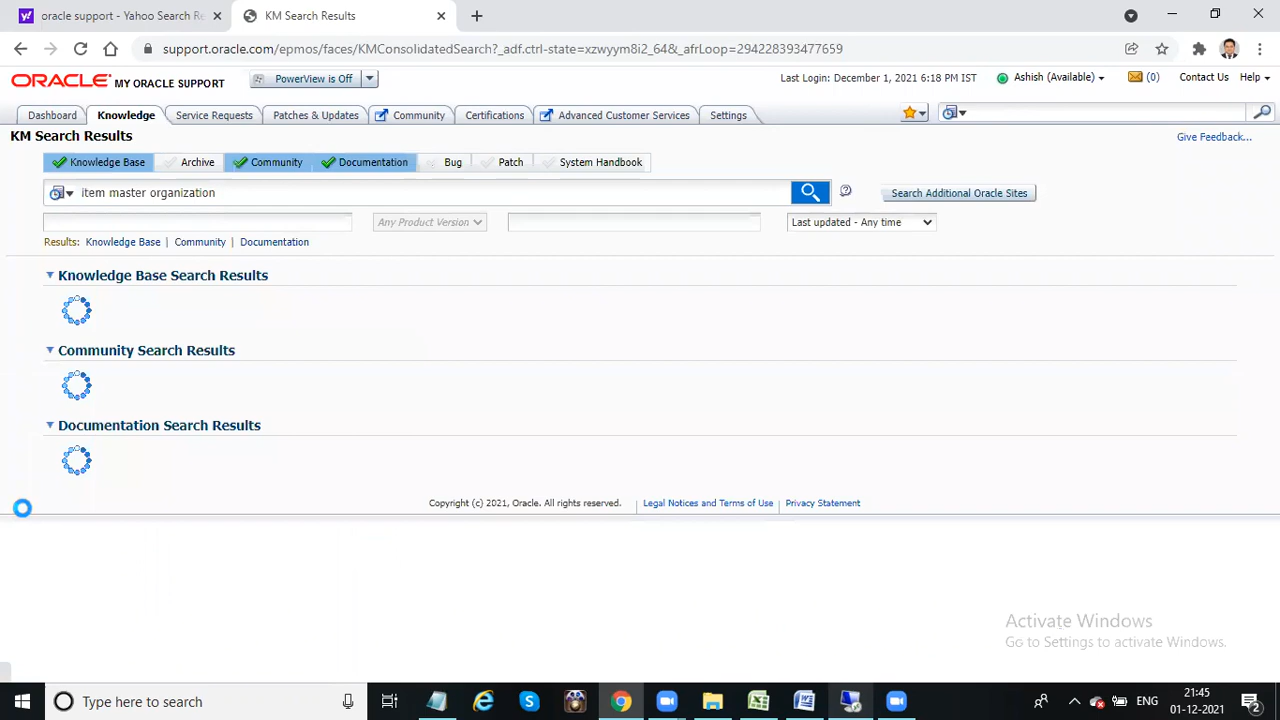 oracle support - Yahoo Search Re
KM Search Results
support.oracle.com/epmos/faces/KMConsolidatedSearch?_adf.ctrl-state=xzwyym8i2_64&_afrLoop=294228393477659
ORACLE MY ORACLE SUPPORT
PowerView is Off
Last Login: December 1, 2021 6:18 PM IST
Ashish (Available)
(0)
Contact Us
Help
Dashboard
Knowledge
Service Requests
Patches & Updates
Community
Certifications
Advanced Customer Services
Settings
KM Search Results
Give Feedback...
Knowledge Base
Archive
Community
Documentation
Bug
Patch
System Handbook
item master organization
Search Additional Oracle Sites
Any Product Version
Last updated - Any time
Results: Knowledge Base | Community | Documentation
Knowledge Base Search Results
Community Search Results
Documentation Search Results
Copyright (c) 2021, Oracle. All rights reserved. | Legal Notices and Terms of Use | Privacy Statement
Activate Windows
Go to Settings to activate Windows.
Type here to search
ENG
21:45
01-12-2021
2